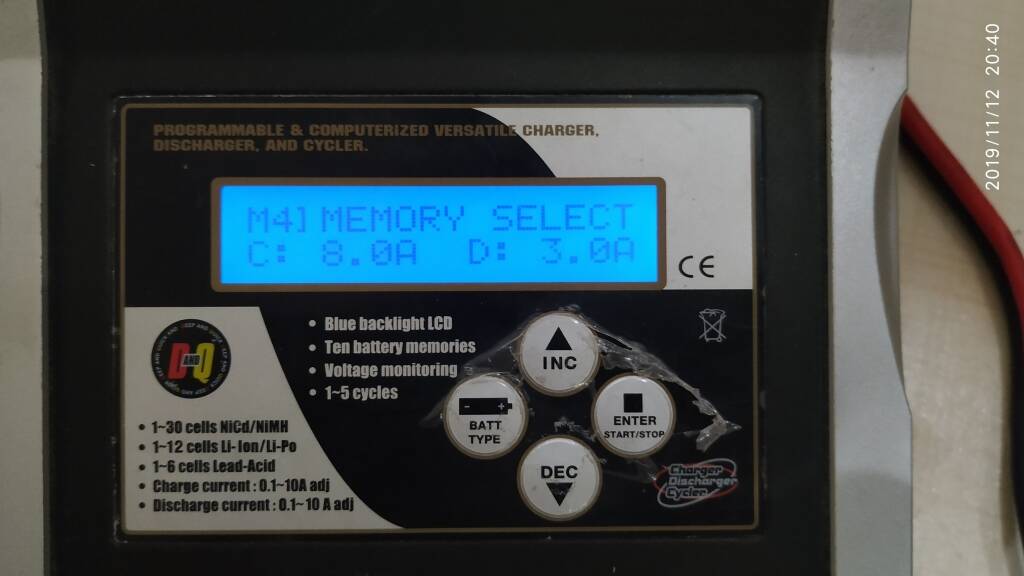 PROGRAMMABLE & COMPUTERIZED VERSATILE CHARGER,
DISCHARGER, AND CYCLER.
M4] MEMORY SELECT
C: 8.0A D: 3.0A
CE
• Blue backlight LCD
• Ten battery memories
• Voltage monitoring
• 1~5 cycles
INC
- +
BATT
TYPE
ENTER
START/STOP
DEC
D AND Q
• 1~30 cells NiCd/NiMH
• 1~12 cells Li-Ion/Li-Po
• 1~6 cells Lead-Acid
• Charge current : 0.1~10A adj
• Discharge current : 0.1~10 A adj
Charger
Discharger
Cycler
2019/11/12 20:40